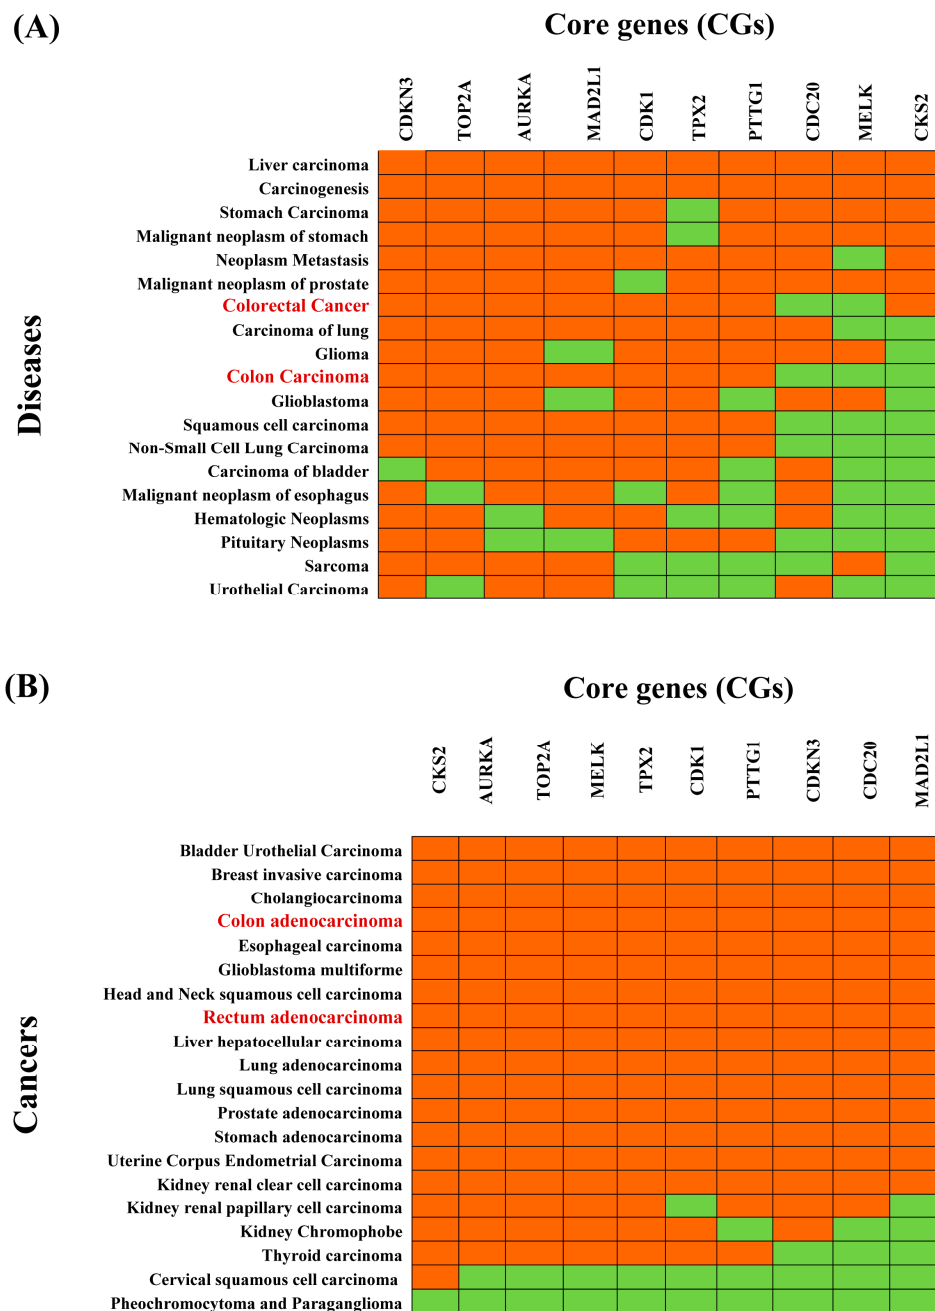 (A)
Core genes (CGs)
CDKN3
TOP2A
AURKA
MAD2L1
CDK1
TPX2
PTTG1
CDC20
MELK
CKS2
Diseases
Liver carcinoma
Carcinogenesis
Stomach Carcinoma
Malignant neoplasm of stomach
Neoplasm Metastasis
Malignant neoplasm of prostate
Colorectal Cancer
Carcinoma of lung
Glioma
Colon Carcinoma
Glioblastoma
Squamous cell carcinoma
Non-Small Cell Lung Carcinoma
Carcinoma of bladder
Malignant neoplasm of esophagus
Hematologic Neoplasms
Pituitary Neoplasms
Sarcoma
Urothelial Carcinoma
(B)
Core genes (CGs)
CKS2
AURKA
TOP2A
MELK
TPX2
CDK1
PTTG1
CDKN3
CDC20
MAD2L1
Cancers
Bladder Urothelial Carcinoma
Breast invasive carcinoma
Cholangiocarcinoma
Colon adenocarcinoma
Esophageal carcinoma
Glioblastoma multiforme
Head and Neck squamous cell carcinoma
Rectum adenocarcinoma
Liver hepatocellular carcinoma
Lung adenocarcinoma
Lung squamous cell carcinoma
Prostate adenocarcinoma
Stomach adenocarcinoma
Uterine Corpus Endometrial Carcinoma
Kidney renal clear cell carcinoma
Kidney renal papillary cell carcinoma
Kidney Chromophobe
Thyroid carcinoma
Cervical squamous cell carcinoma
Pheochromocytoma and Paraganglioma